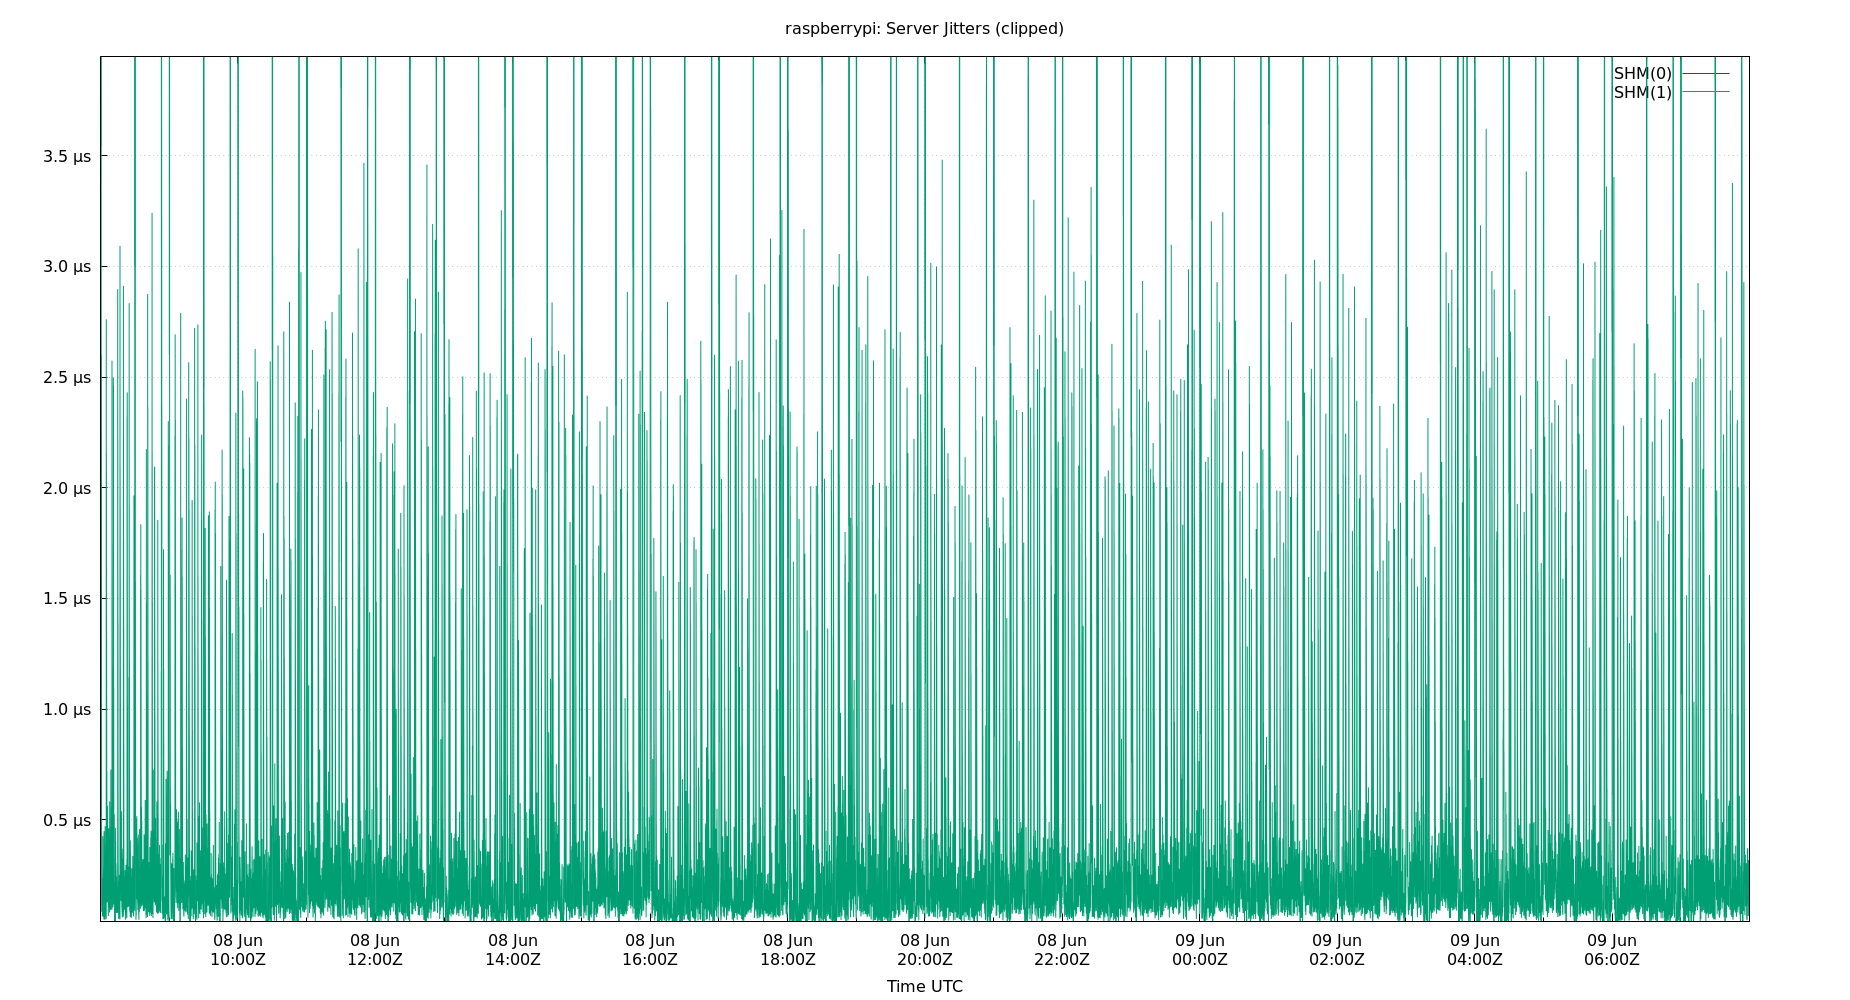 raspberrypi: Server Jitters (clipped)
SHM(0)
SHM(1)
3.5 µs
3.0 µs
2.5 µs
2.0 µs
1.5 µs
1.0 µs
0.5 µs
08 Jun 08 Jun 08 Jun 08 Jun 08 Jun 08 Jun 08 Jun 09 Jun 09 Jun 09 Jun 09 Jun
10:00Z 12:00Z 14:00Z 16:00Z 18:00Z 20:00Z 22:00Z 00:00Z 02:00Z 04:00Z 06:00Z
Time UTC